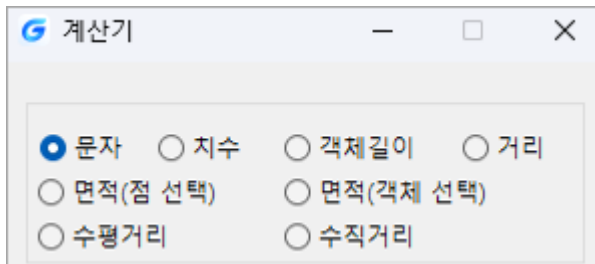 계산기
문자 치수 객체길이 거리
면적(점 선택) 면적(객체 선택)
수평거리 수직거리